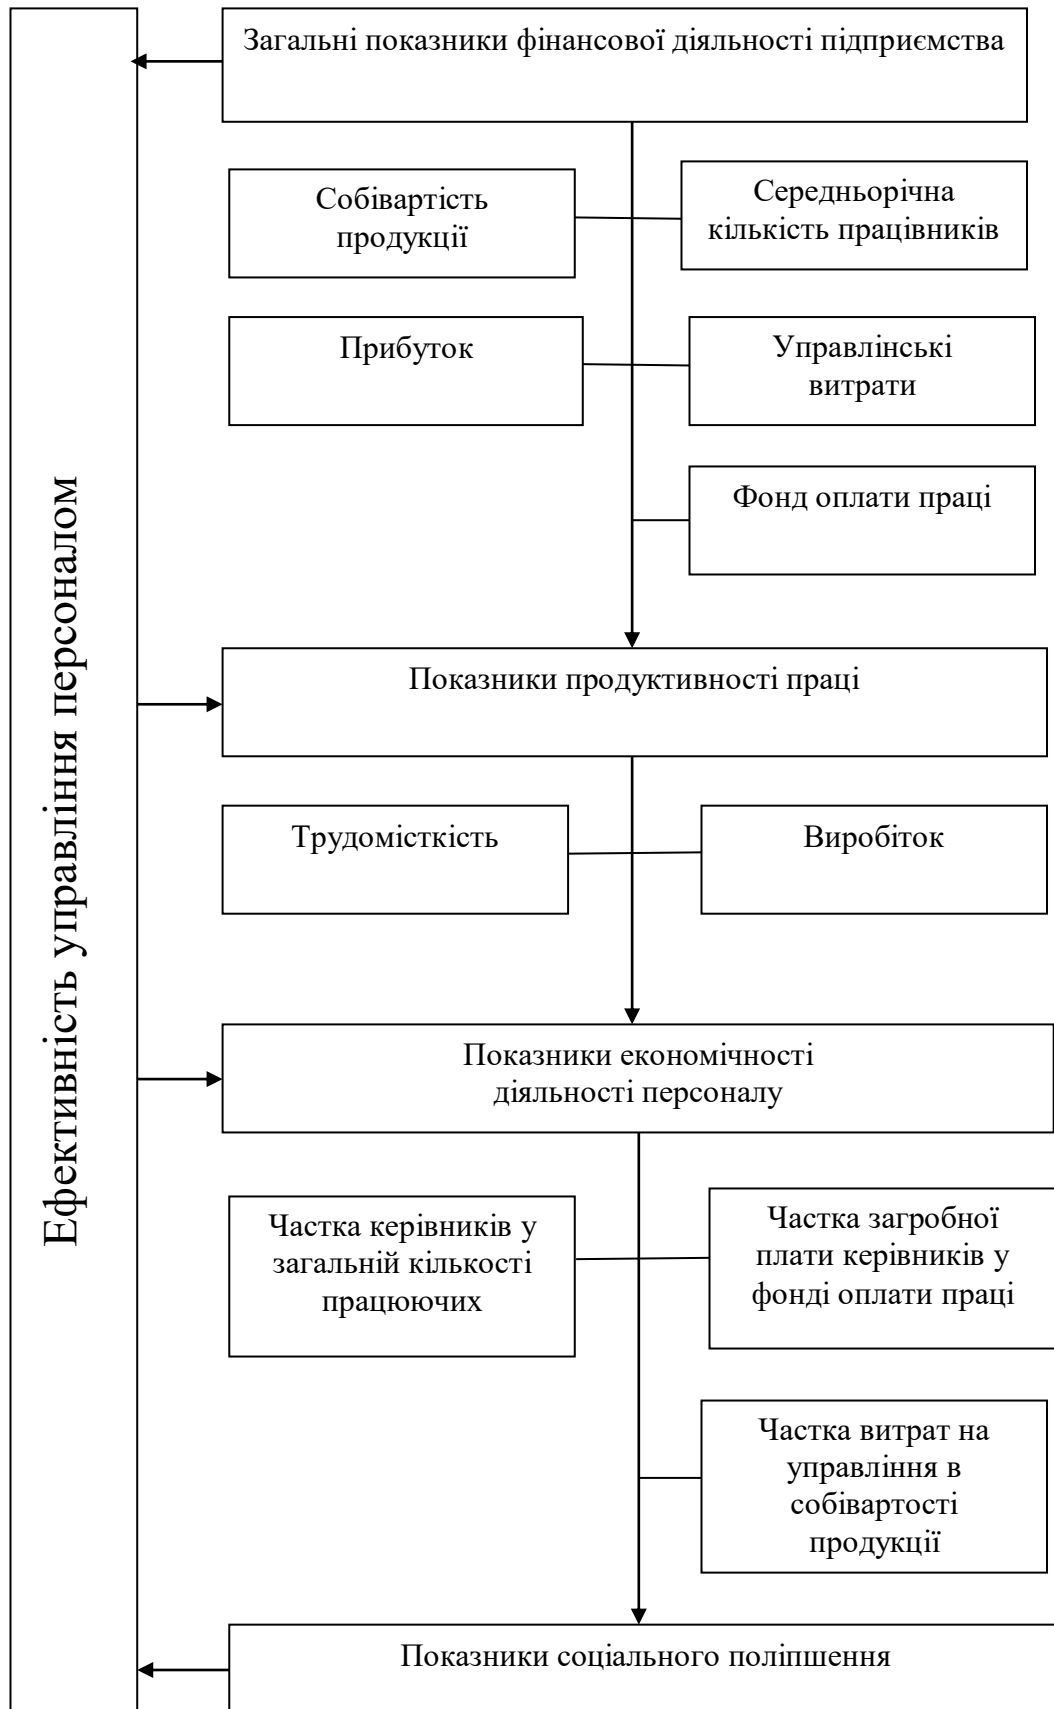 Ефективність управління персоналом
Загальні показники фінансової діяльності підприємства
Собівартість
продукції
Середньорічна
кількість працівників
Прибуток
Управлінські
витрати
Фонд оплати праці
Показники продуктивності праці
Трудомісткість
Виробіток
Показники економічності
діяльності персоналу
Частка керівників у
загальній кількості
працюючих
Частка загробної
плати керівників у
фонді оплати праці
Частка витрат на
управління в
собівартості
продукції
Показники соціального поліпшення